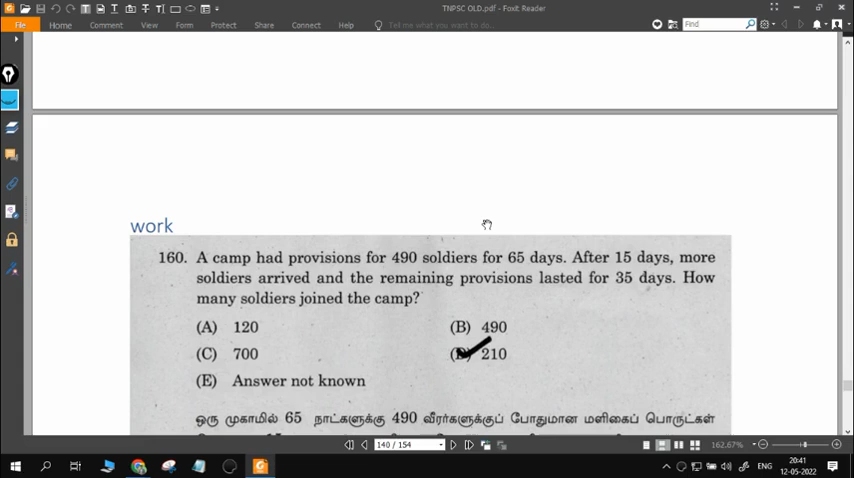 TNPSC OLD.pdf - Foxit Reader
File Home Comment View Form Protect Share Connect Help Tell me what you want to do... Find
work
160. A camp had provisions for 490 soldiers for 65 days. After 15 days, more
soldiers arrived and the remaining provisions lasted for 35 days. How
many soldiers joined the camp?
(A) 120 (B) 490
(C) 700 (D) 210
(E) Answer not known
ஒரு முகாமில் 65 நாட்களுக்கு 490 வீரர்களுக்குப் போதுமான மளிகைப் பொருட்கள்
140 / 154 162.67%
ENG 20:41
12-05-2022